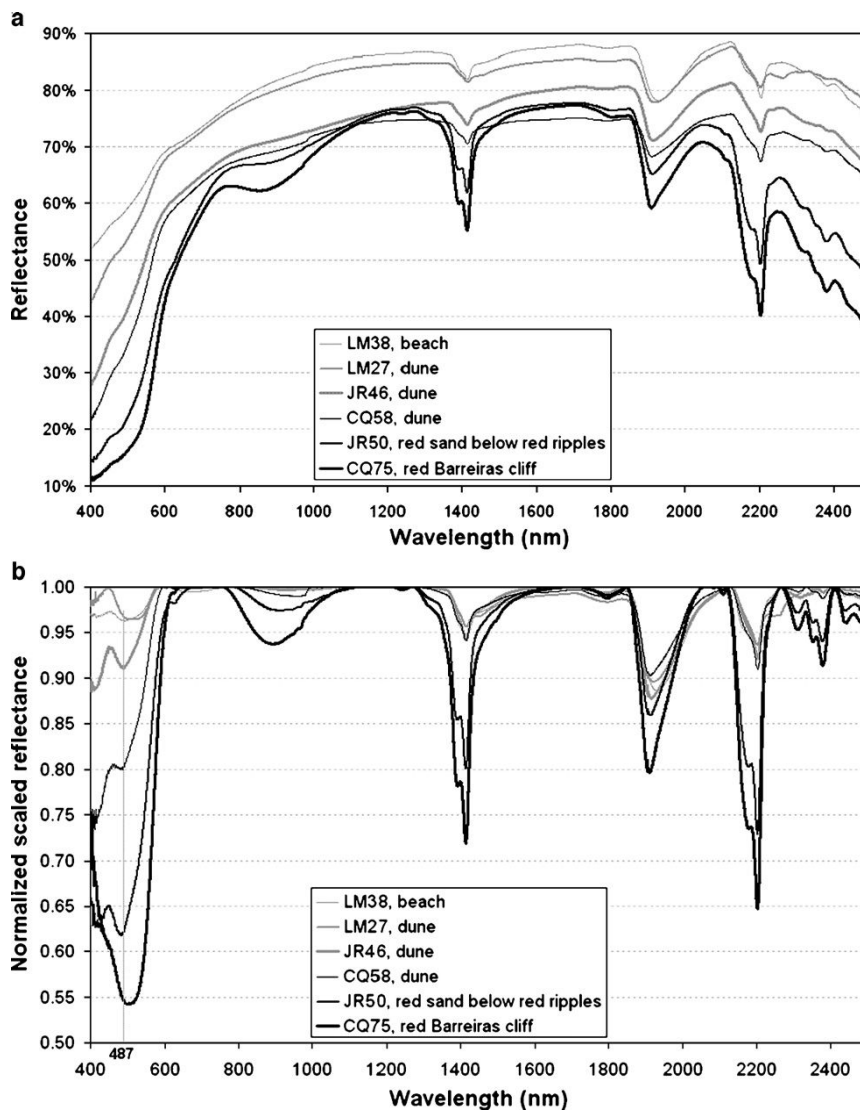 a
90%
80%
70%
60%
50%
40%
30%
20%
10%
Reflectance
LM38, beach
LM27, dune
JR46, dune
CQ58, dune
JR50, red sand below red ripples
CQ75, red Barreiras cliff
400 600 800 1000 1200 1400 1600 1800 2000 2200 2400
Wavelength (nm)
b
1.00
0.95
0.90
0.85
0.80
0.75
0.70
0.65
0.60
0.55
0.50
Normalized scaled reflectance
LM38, beach
LM27, dune
JR46, dune
CQ58, dune
JR50, red sand below red ripples
CQ75, red Barreiras cliff
487
400 600 800 1000 1200 1400 1600 1800 2000 2200 2400
Wavelength (nm)